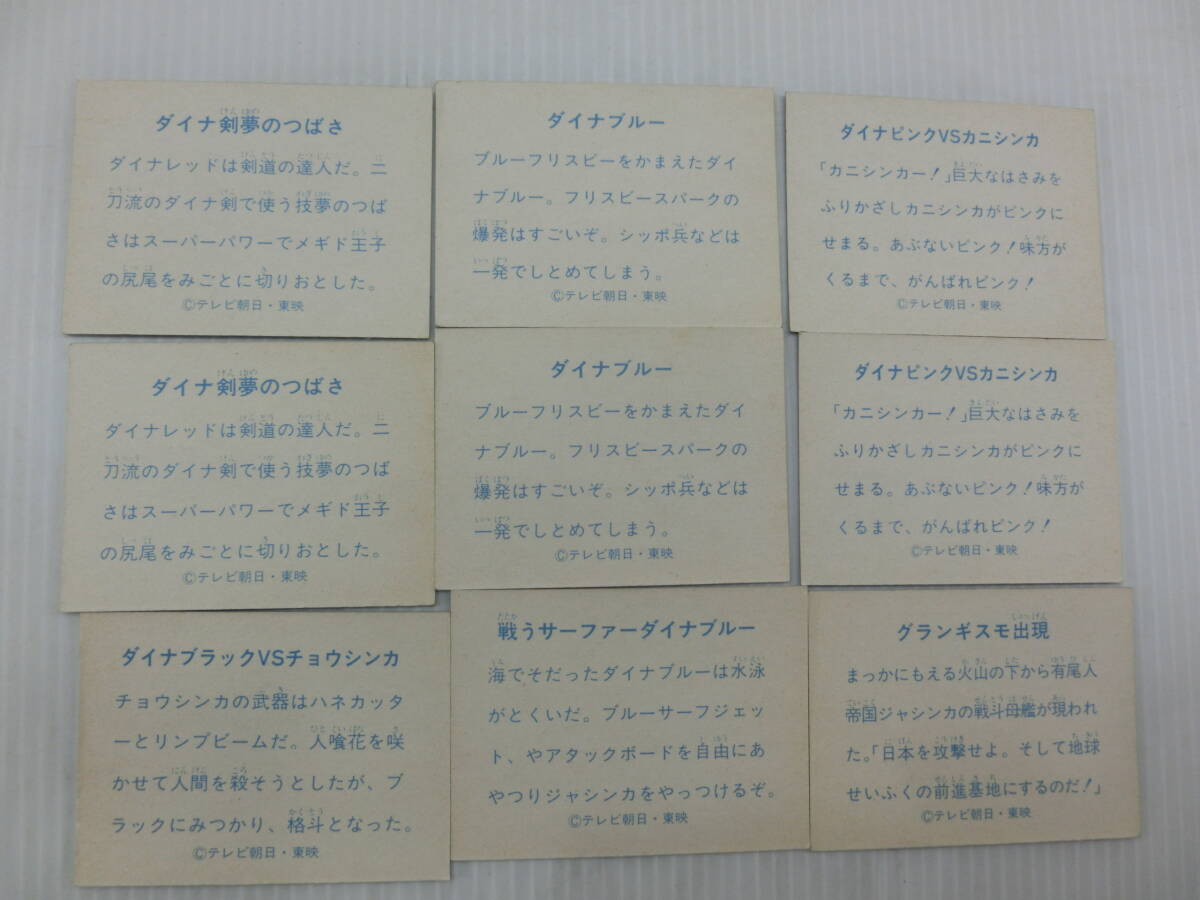 ダイナ剣夢のつばさ
ダイナレッドは剣道の達人だ。二
刀流のダイナ剣で使う技夢のつば
さはスーパーパワーでメギド王子
の尻尾をみごとに切りおとした。
©テレビ朝日・東映
ダイナブルー
ブルーフリスビーをかまえたダイ
ナブルー。フリスビースパークの
爆発はすごいぞ。シッポ兵などは
一発でしとめてしまう。
©テレビ朝日・東映
ダイナピンクVSカニシンカ
「カニシンカー!」巨大なはさみを
ふりかざしカニシンカがピンクに
せまる。あぶないピンク!味方が
くるまで、がんばれピンク!
©テレビ朝日・東映
ダイナ剣夢のつばさ
ダイナレッドは剣道の達人だ。二
刀流のダイナ剣で使う技夢のつば
さはスーパーパワーでメギド王子
の尻尾をみごとに切りおとした。
©テレビ朝日・東映
ダイナブルー
ブルーフリスビーをかまえたダイ
ナブルー。フリスビースパークの
爆発はすごいぞ。シッポ兵などは
一発でしとめてしまう。
©テレビ朝日・東映
ダイナピンクVSカニシンカ
「カニシンカー!」巨大なはさみを
ふりかざしカニシンカがピンクに
せまる。あぶないピンク!味方が
くるまで、がんばれピンク!
©テレビ朝日・東映
ダイナブラックVSチョウシンカ
チョウシンカの武器はハネカッタ
ーとリンプビームだ。人喰花を咲
かせて人間を殺そうとしたが、ブ
ラックにみつかり、格斗となった。
©テレビ朝日・東映
戦うサーファーダイナブルー
海でそだったダイナブルーは水泳
がとくいだ。ブルーサーフジェッ
ト、やアタックボードを自由にあ
やつりジャシンカをやっつけるぞ。
©テレビ朝日・東映
グランギスモ出現
まっかにもえる火山の下から有尾人
帝国ジャシンカの戦斗母艦が現われ
た。「日本を攻撃せよ。そして地球
せいふくの前進基地にするのだ!」
©テレビ朝日・東映